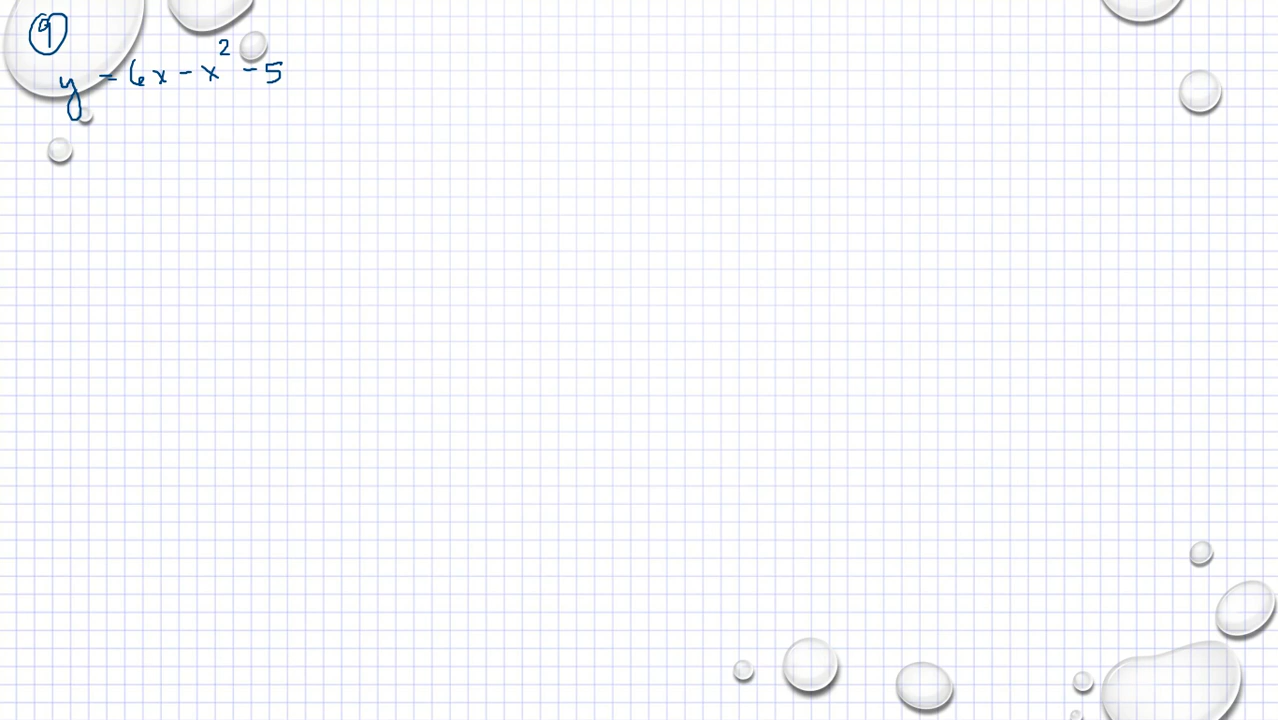 9
y = 6x - x² - 5